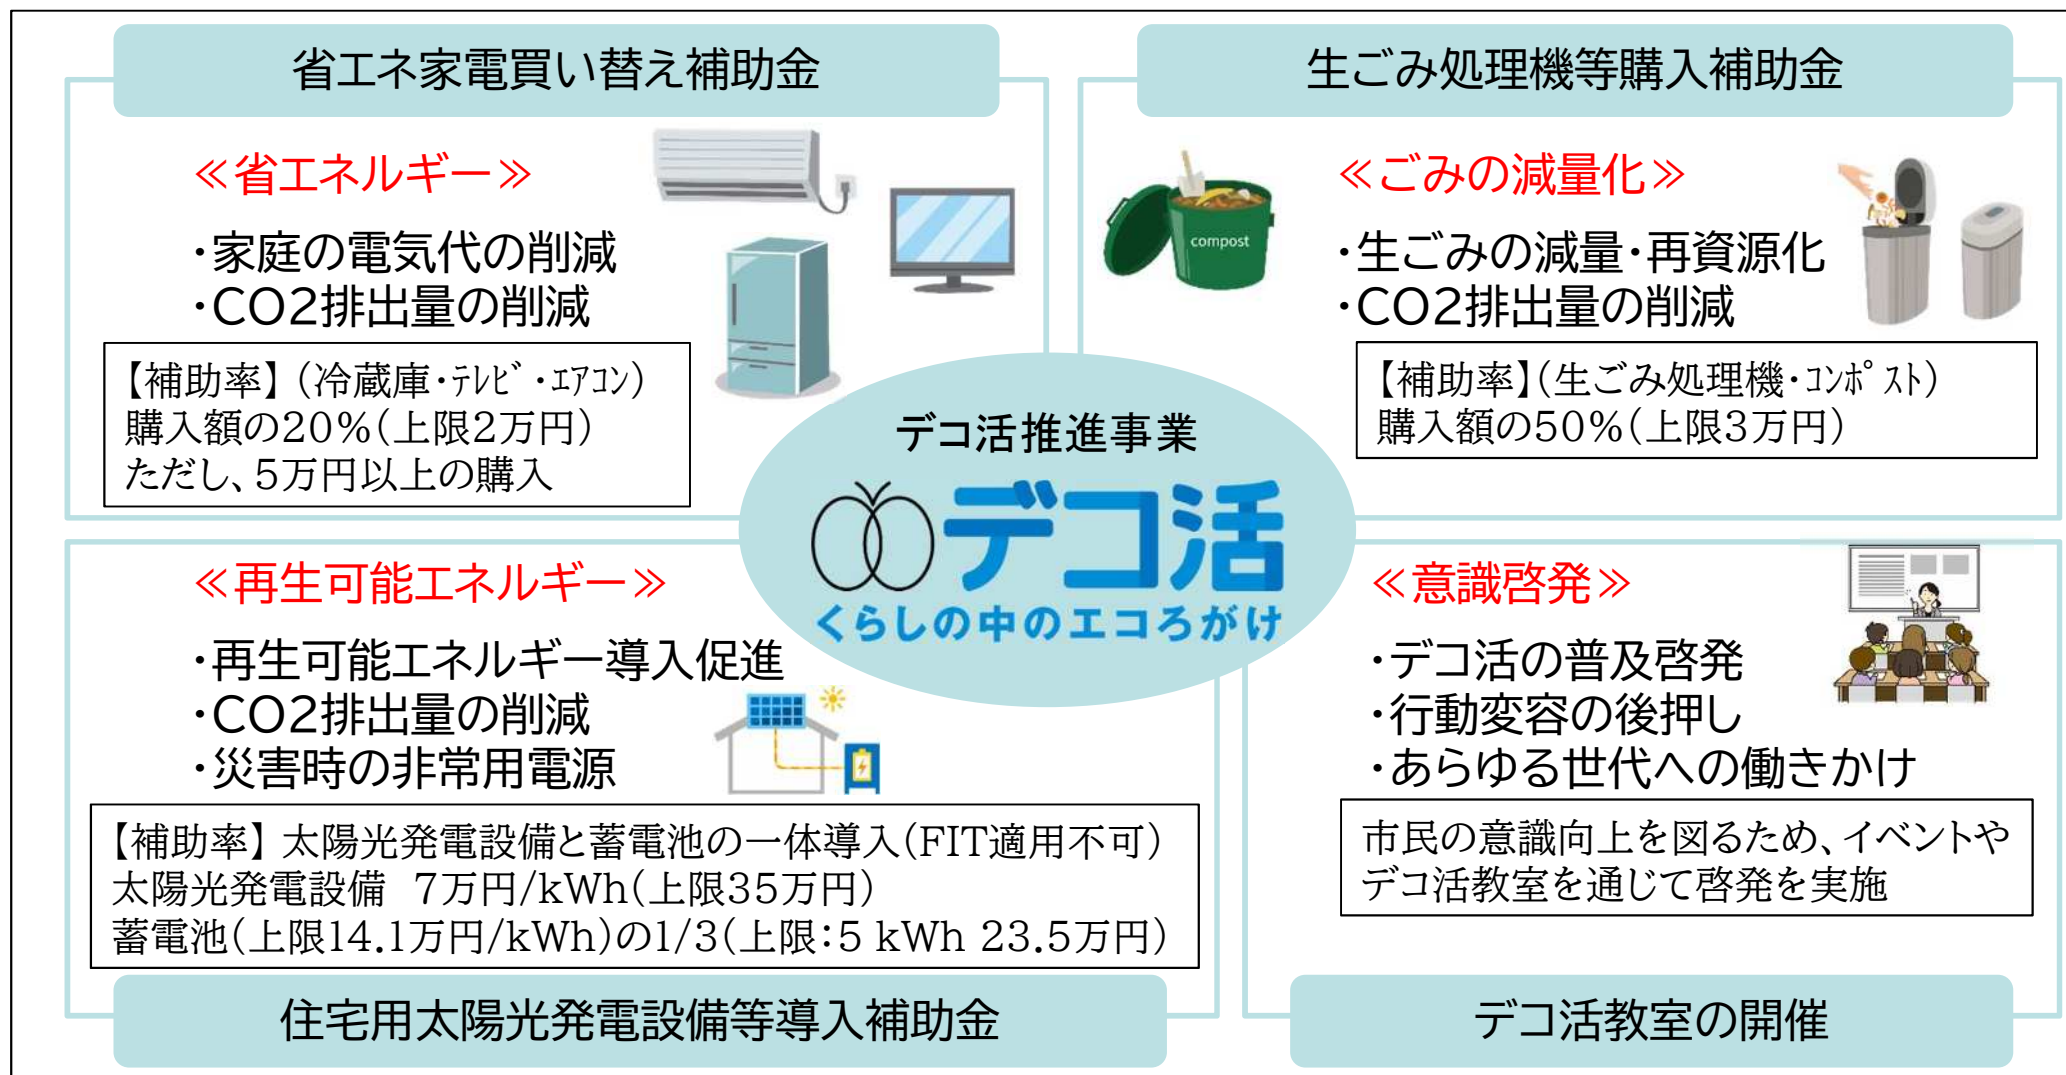 省エネ家電買い替え補助金
≪省エネルギー≫
・家庭の電気代の削減
・CO2排出量の削減
【補助率】(冷蔵庫・ﾃﾚﾋﾞ・ｴｱｺﾝ)
購入額の20%(上限2万円)
ただし、5万円以上の購入
生ごみ処理機等購入補助金
compost
≪ごみの減量化≫
・生ごみの減量・再資源化
・CO2排出量の削減
【補助率】(生ごみ処理機・ｺﾝﾎﾟｽﾄ)
購入額の50%(上限3万円)
デコ活推進事業
デコ活
くらしの中のエコろがけ
≪再生可能エネルギー≫
・再生可能エネルギー導入促進
・CO2排出量の削減
・災害時の非常用電源
【補助率】 太陽光発電設備と蓄電池の一体導入(FIT適用不可)
太陽光発電設備　7万円/kWh(上限35万円)
蓄電池(上限14.1万円/kWh)の1/3(上限:5 kWh 23.5万円)
住宅用太陽光発電設備等導入補助金
≪意識啓発≫
・デコ活の普及啓発
・行動変容の後押し
・あらゆる世代への働きかけ
市民の意識向上を図るため、イベントや
デコ活教室を通じて啓発を実施
デコ活教室の開催